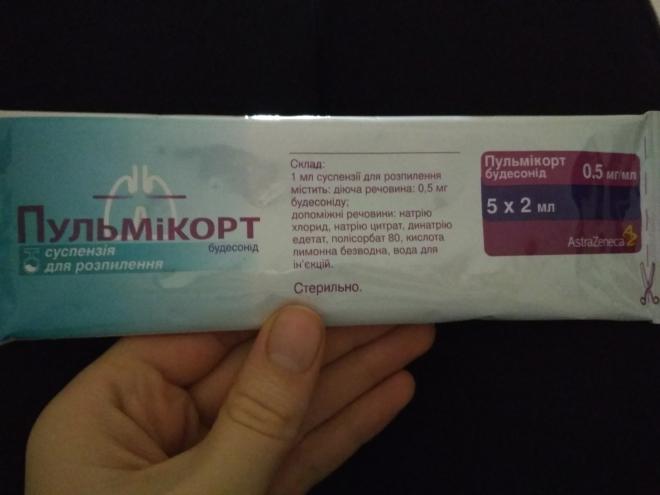 Пульмікорт
будесонід
суспензія
для розпилення
Склад:
1 мл суспензії для розпилення
містить: діюча речовина: 0,5 мг
будесоніду;
допоміжні речовини: натрію
хлорид, натрію цитрат, динатрію
едетат, полісорбат 80, кислота
лимонна безводна, вода для
ін'єкцій.
Стерильно.
Пульмікорт
будесонід
0.5 мг/мл
5 x 2 мл
AstraZeneca